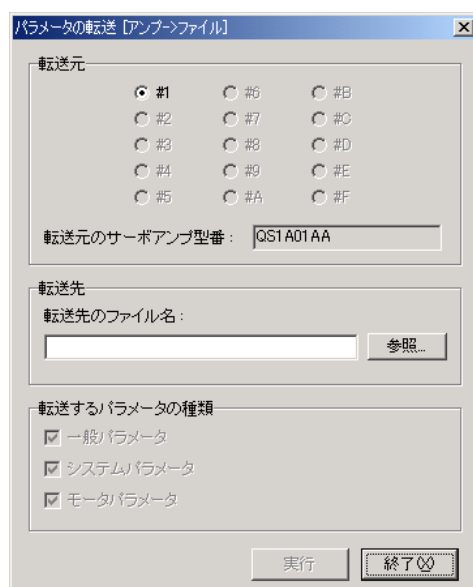 パラメータの転送 [アンプ->ファイル]
転送元
#1 #6 #B
#2 #7 #C
#3 #8 #D
#4 #9 #E
#5 #A #F
転送元のサーボアンプ型番: QS1A01AA
転送先
転送先のファイル名:
参照...
転送するパラメータの種類
一般パラメータ
システムパラメータ
モータパラメータ
実行 終了(X)